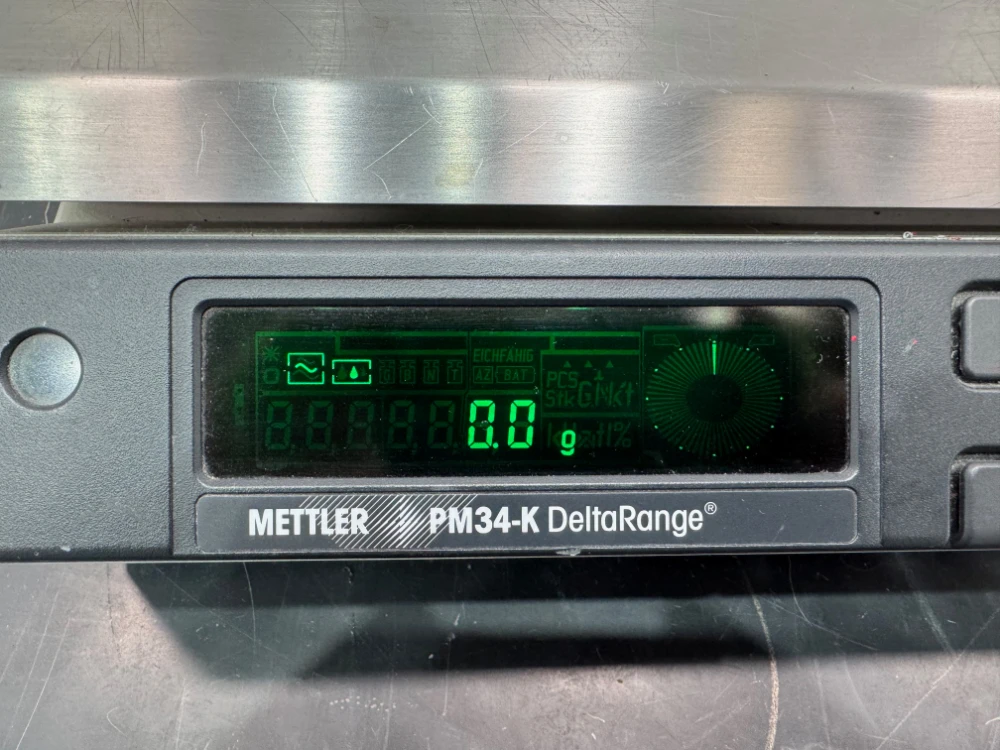 EICHFÄHIG
AZ BAT
PCS
Stk G N
0.0 g
METTLER PM34-K DeltaRange®